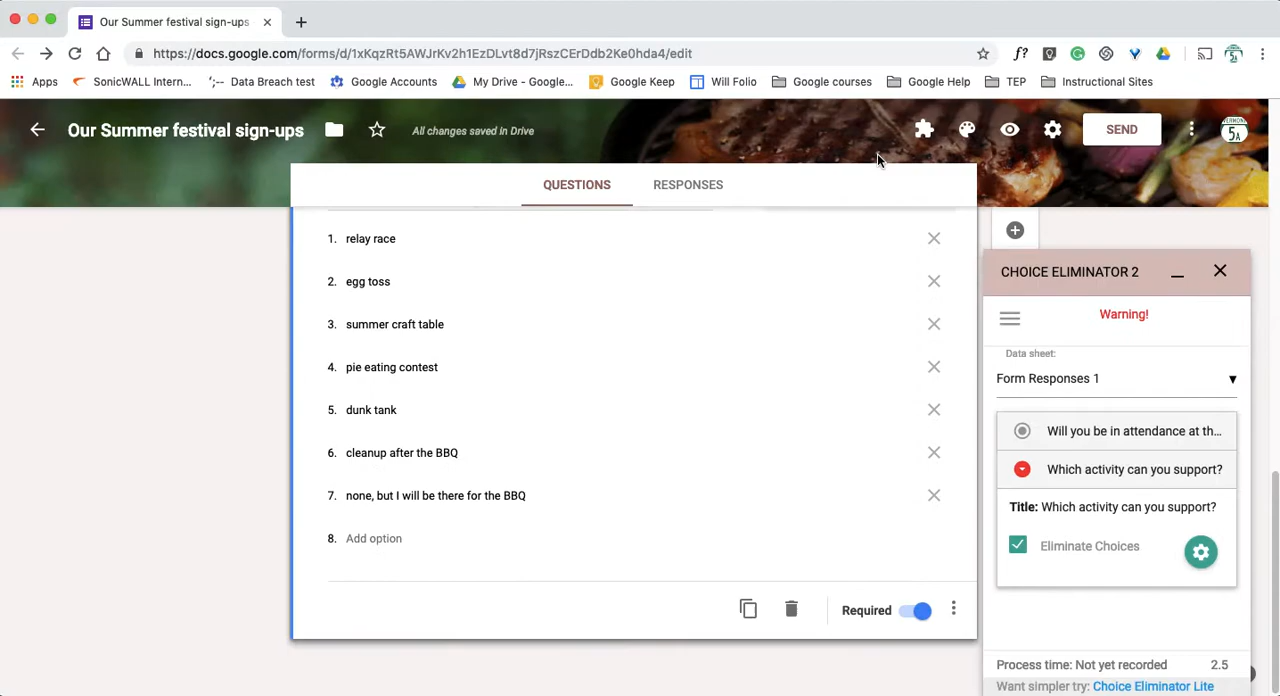 Our Summer festival sign-ups
https://docs.google.com/forms/d/1xKqzRt5AWJrKv2h1EzDLvt8d7jRszCErDdb2Ke0hda4/edit
f?
Apps SonicWALL Intern... Data Breach test Google Accounts My Drive - Google... Google Keep Will Folio Google courses Google Help TEP Instructional Sites
Our Summer festival sign-ups All changes saved in Drive SEND VERMONT 5A
QUESTIONS RESPONSES
1. relay race
2. egg toss
3. summer craft table
4. pie eating contest
5. dunk tank
6. cleanup after the BBQ
7. none, but I will be there for the BBQ
8. Add option
Required
CHOICE ELIMINATOR 2
Warning!
Data sheet:
Form Responses 1
Will you be in attendance at th...
Which activity can you support?
Title: Which activity can you support?
Eliminate Choices
Process time: Not yet recorded 2.5
Want simpler try: Choice Eliminator Lite